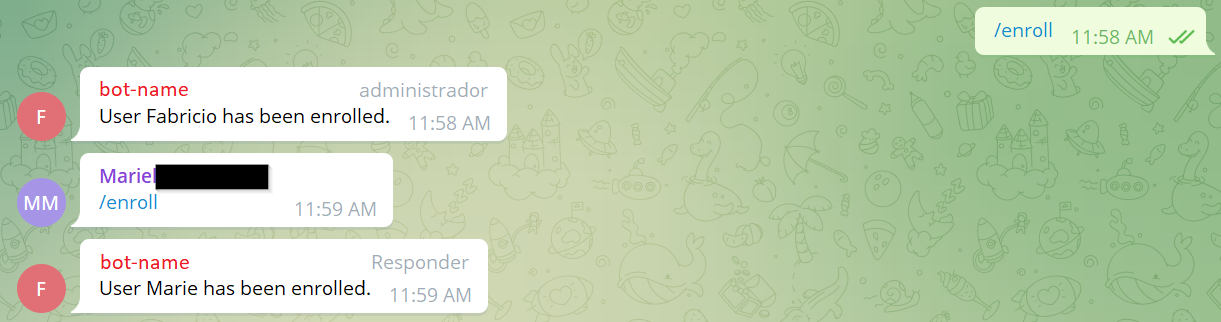 /enroll 11:58 AM
bot-name administrador
F
User Fabricio has been enrolled. 11:58 AM
Mariel
MM
/enroll 11:59 AM
bot-name Responder
F
User Marie has been enrolled. 11:59 AM